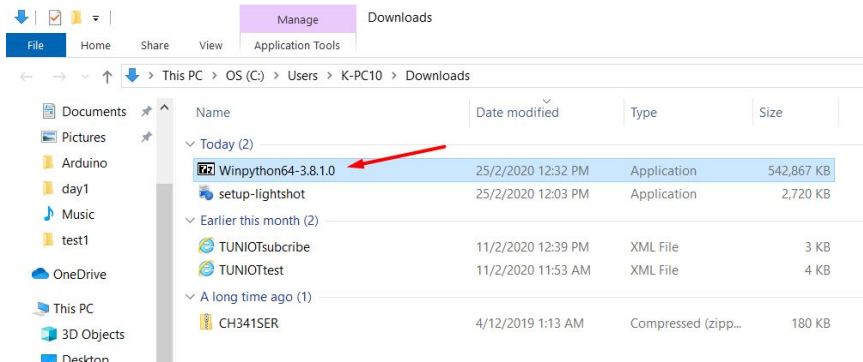 Manage Downloads
File Home Share View Application Tools
This PC > OS (C:) > Users > K-PC10 > Downloads
Documents
Pictures
Arduino
day1
Music
test1
OneDrive
This PC
3D Objects
Desktop
Name Date modified Type Size
Today (2)
7z Winpython64-3.8.1.0 25/2/2020 12:32 PM Application 542,867 KB
setup-lightshot 25/2/2020 12:03 PM Application 2,720 KB
Earlier this month (2)
TUNIOTsubcribe 11/2/2020 12:39 PM XML File 3 KB
TUNIOTtest 11/2/2020 11:53 AM XML File 4 KB
A long time ago (1)
CH341SER 4/12/2019 1:13 AM Compressed (zipp... 180 KB